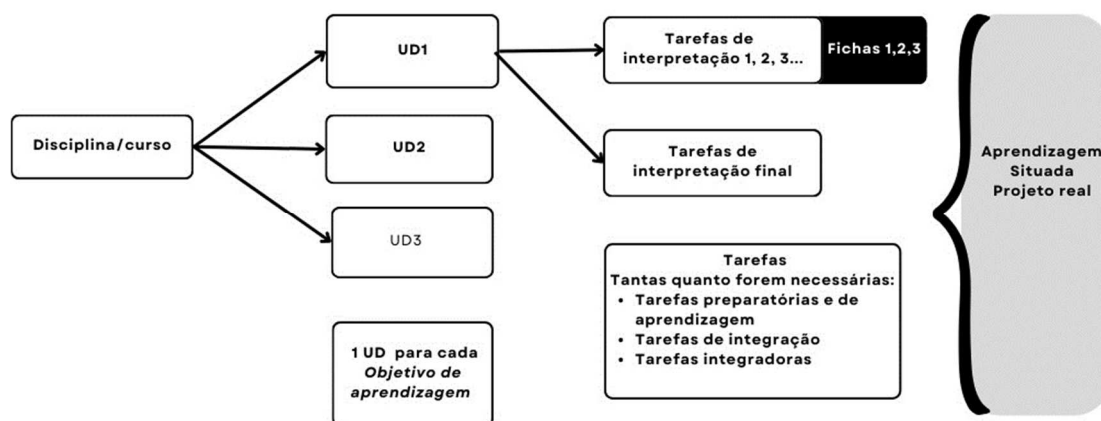 Disciplina/curso
UD1
UD2
UD3
1 UD para cada
Objetivo de
aprendizagem
Tarefas de
interpretação 1, 2, 3...
Fichas 1,2,3
Tarefas de
interpretação final
Tarefas
Tantas quanto forem necessárias:
• Tarefas preparatórias e de
aprendizagem
• Tarefas de integração
• Tarefas integradoras
Aprendizagem
Situada
Projeto real